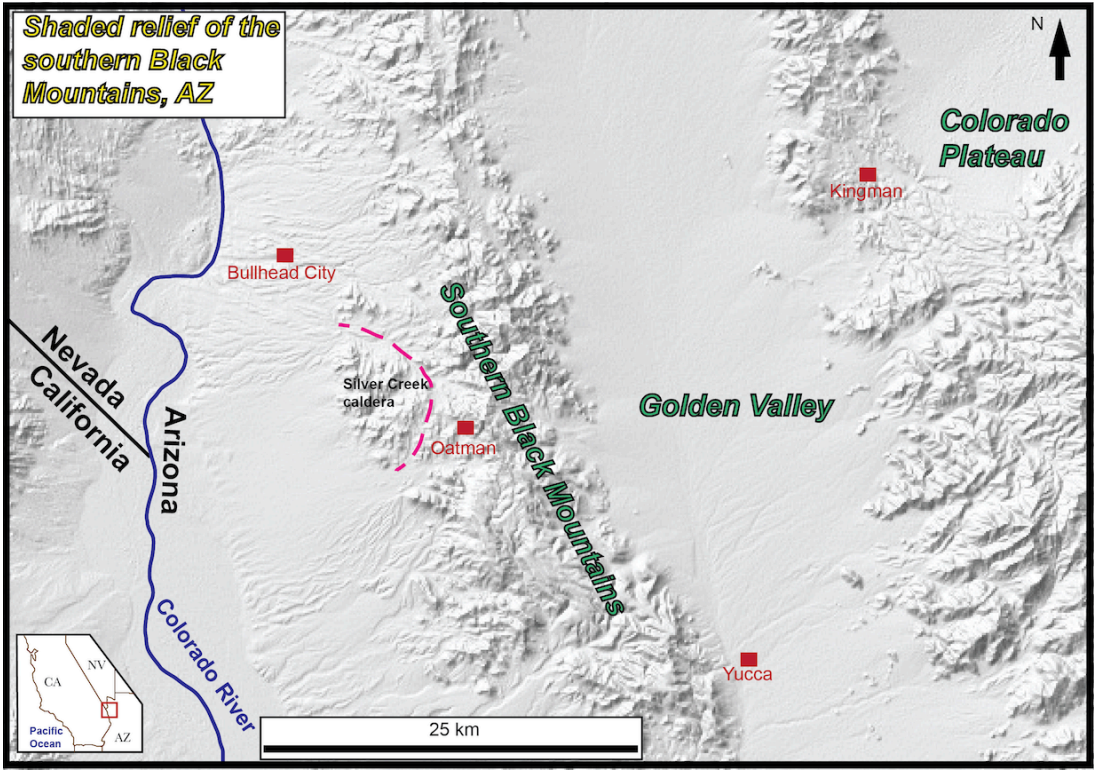 Shaded relief of the
southern Black
Mountains, AZ
N
Colorado
Plateau
Kingman
Bullhead City
Southern Black Mountains
Nevada
California
Arizona
Silver Creek
caldera
Oatman
Golden Valley
Colorado River
Yucca
NV
CA
AZ
Pacific
Ocean
25 km